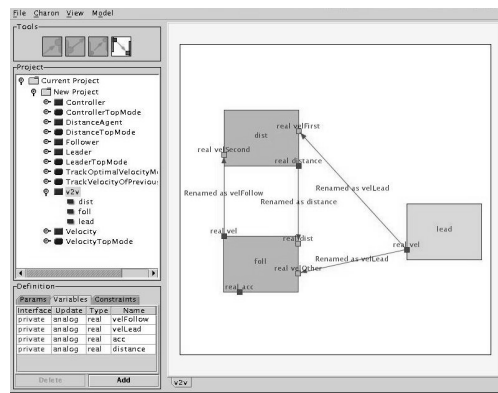 File Charon View Model
Tools
Project
Current Project
New Project
Controller
ControllerTopMode
DistanceAgent
DistanceTopMode
Follower
Leader
LeaderTopMode
TrackOptimalVelocityM
TrackVelocityOfPreviou
v2v
dist
foll
lead
Velocity
VelocityTopMode
Definition
Params Variables Constraints
Interface Update Type Name
private analog real velFollow
private analog real velLead
private analog real acc
private analog real distance
Delete Add
real velFirst
dist
real velSecond
real distance
Renamed as velLead
Renamed as velFollow
Renamed as distance
real vel
lead
real vel
real dist
Renamed as velLead
foll
real velOther
real acc
v2v